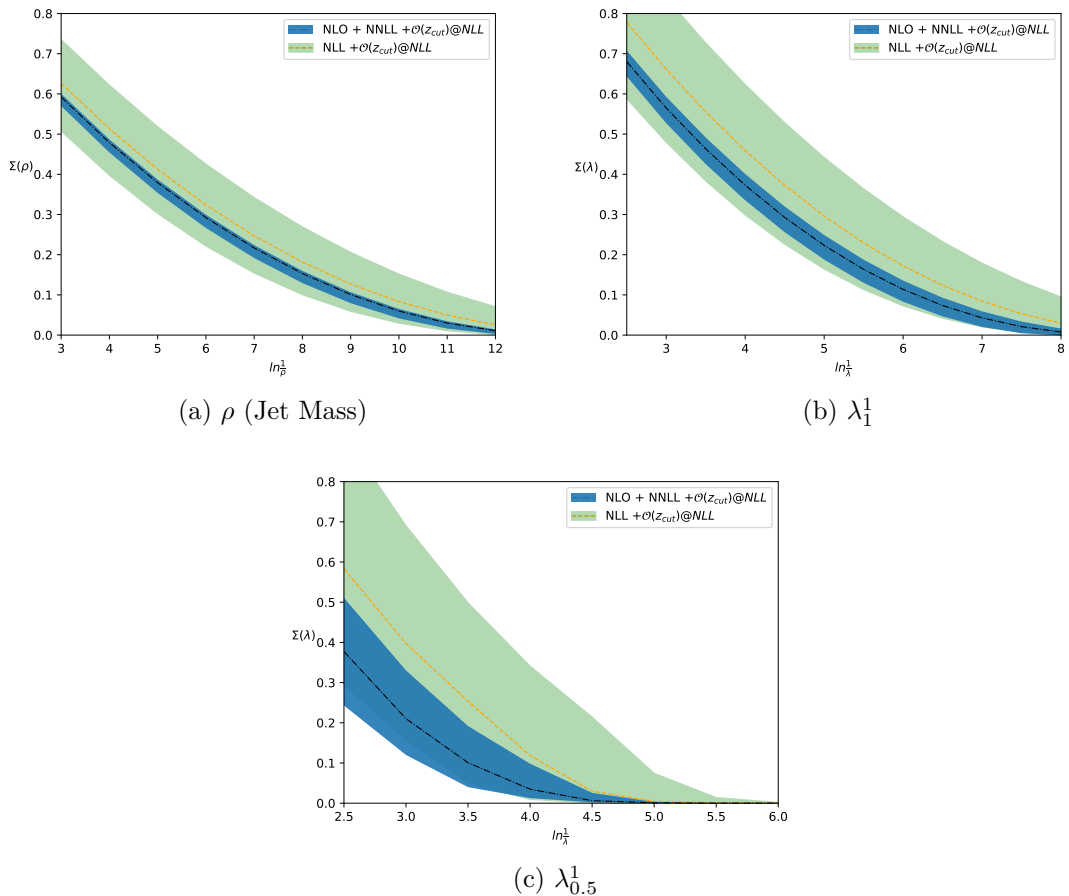 0.8
0.7
0.6
0.5
Σ(ρ)
0.4
0.3
0.2
0.1
0.0
3 4 5 6 7 8 9 10 11 12
ln 1/ρ
NLO + NNLL +𝒪(z_cut)@NLL
NLL +𝒪(z_cut)@NLL
(a) ρ (Jet Mass)
0.8
0.7
0.6
0.5
Σ(λ)
0.4
0.3
0.2
0.1
0.0
3 4 5 6 7 8
ln 1/λ
NLO + NNLL +𝒪(z_cut)@NLL
NLL +𝒪(z_cut)@NLL
(b) λ^1_1
0.8
0.7
0.6
0.5
Σ(λ)
0.4
0.3
0.2
0.1
0.0
2.5 3.0 3.5 4.0 4.5 5.0 5.5 6.0
ln 1/λ
NLO + NNLL +𝒪(z_cut)@NLL
NLL +𝒪(z_cut)@NLL
(c) λ^1_0.5